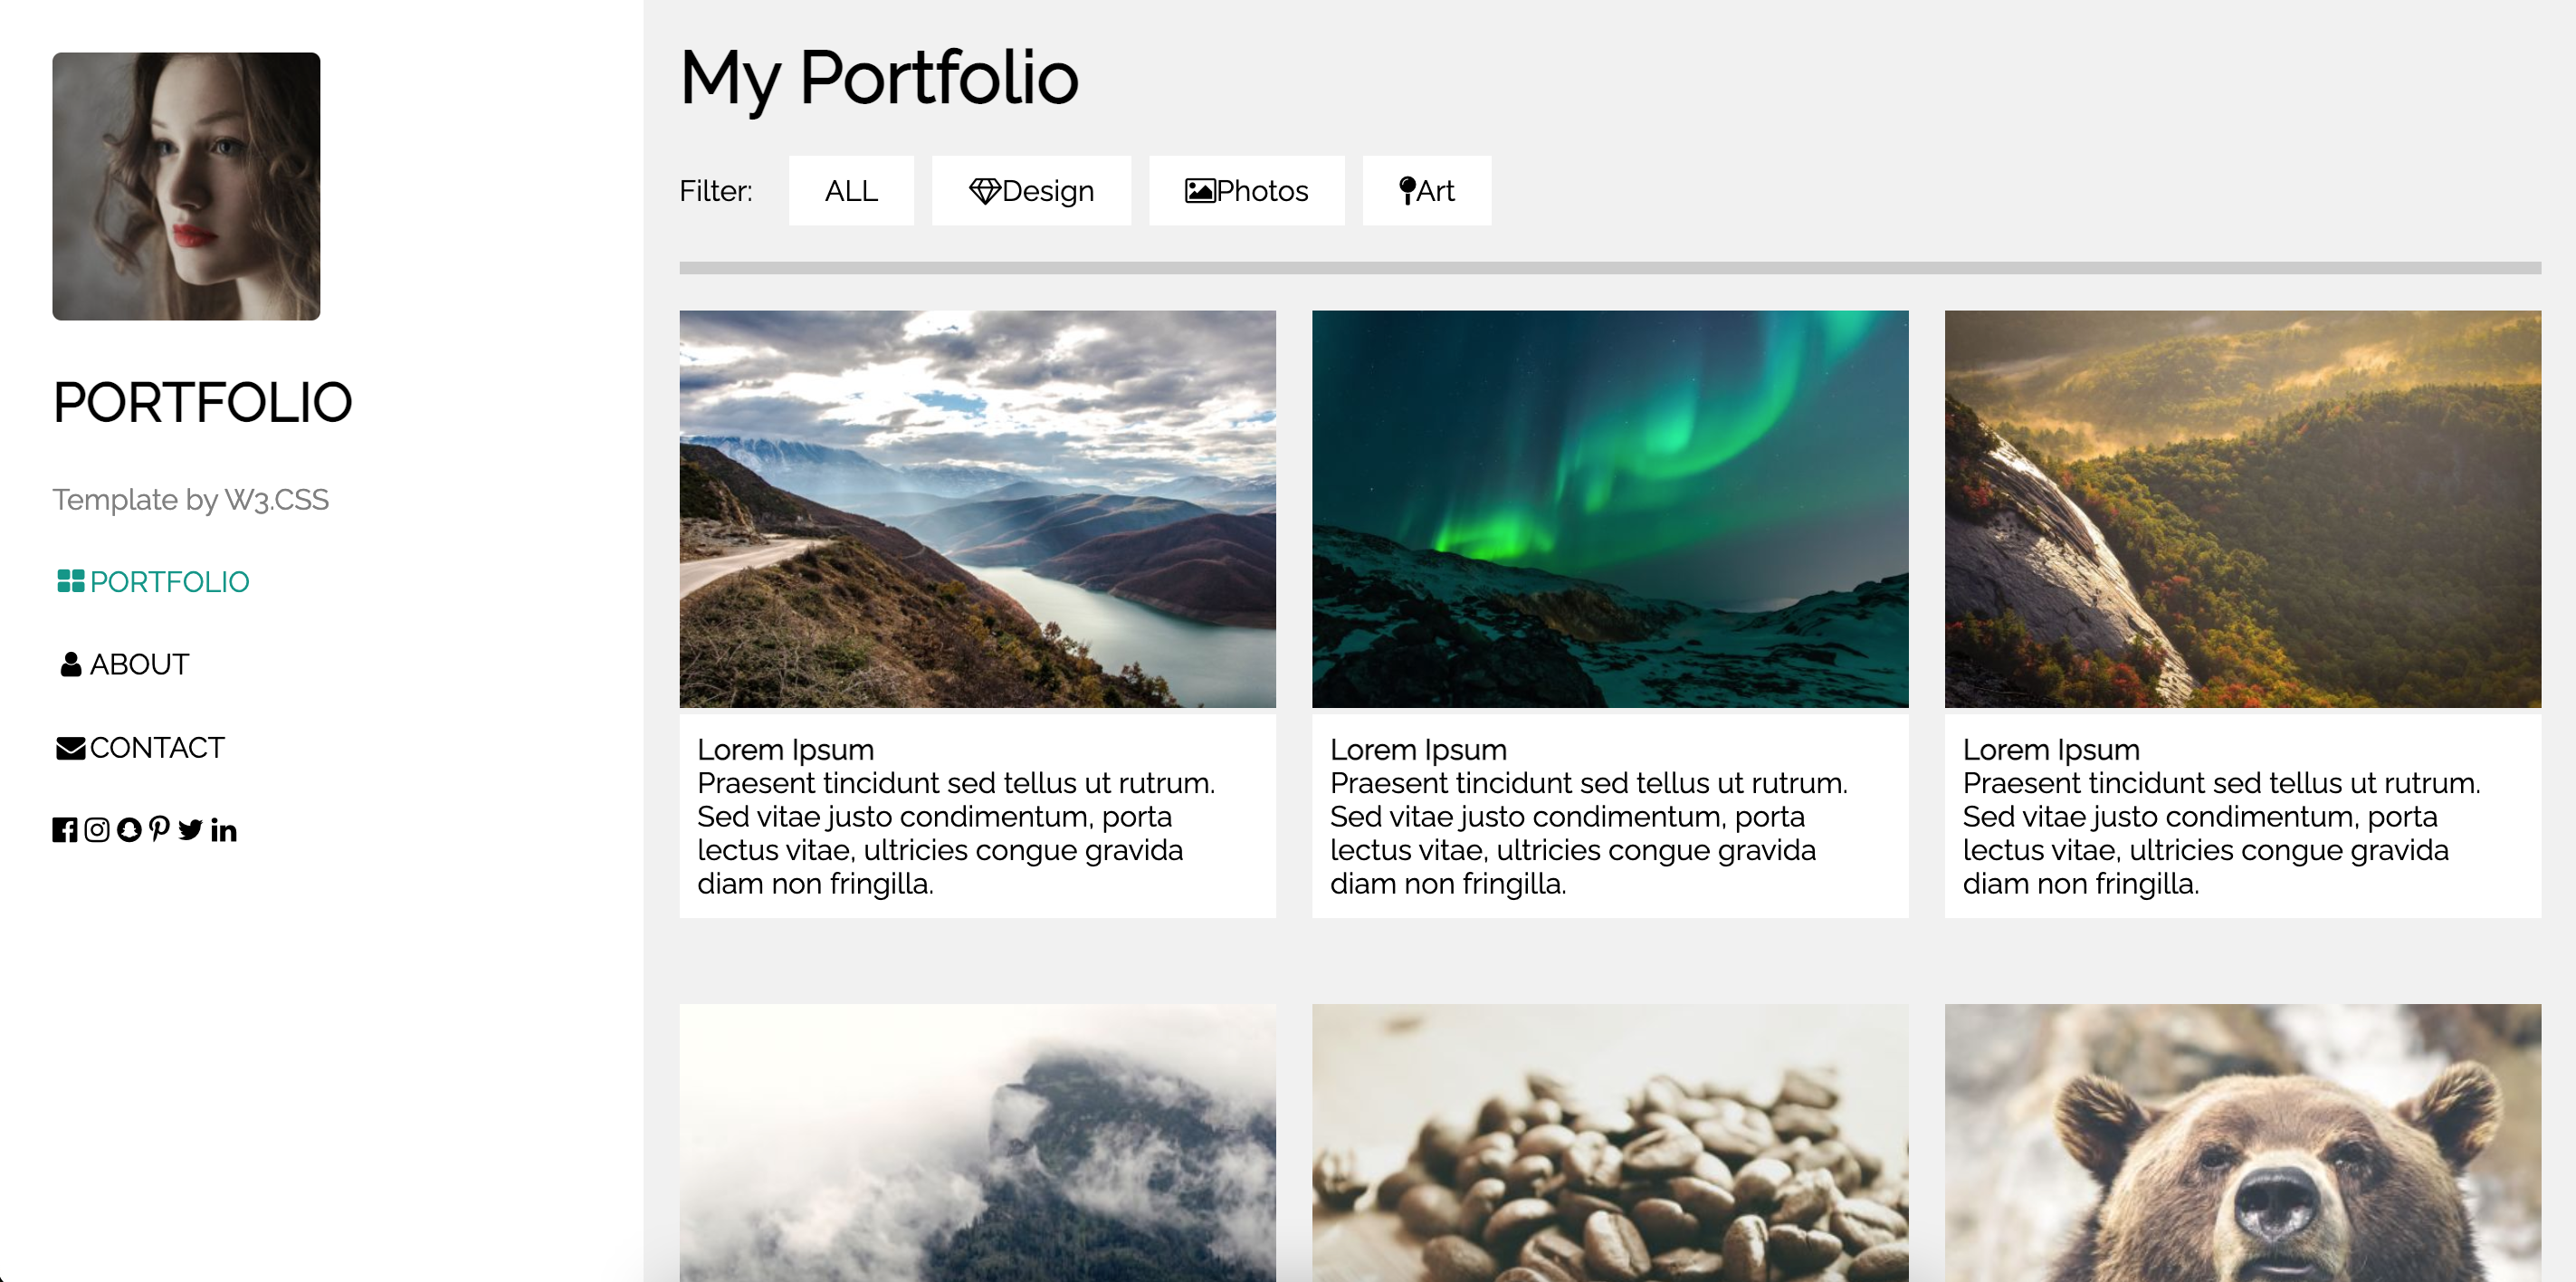 PORTFOLIO
Template by W3.CSS
PORTFOLIO
ABOUT
CONTACT
My Portfolio
Filter: ALL Design Photos Art
Lorem Ipsum
Praesent tincidunt sed tellus ut rutrum.
Sed vitae justo condimentum, porta
lectus vitae, ultricies congue gravida
diam non fringilla.
Lorem Ipsum
Praesent tincidunt sed tellus ut rutrum.
Sed vitae justo condimentum, porta
lectus vitae, ultricies congue gravida
diam non fringilla.
Lorem Ipsum
Praesent tincidunt sed tellus ut rutrum.
Sed vitae justo condimentum, porta
lectus vitae, ultricies congue gravida
diam non fringilla.